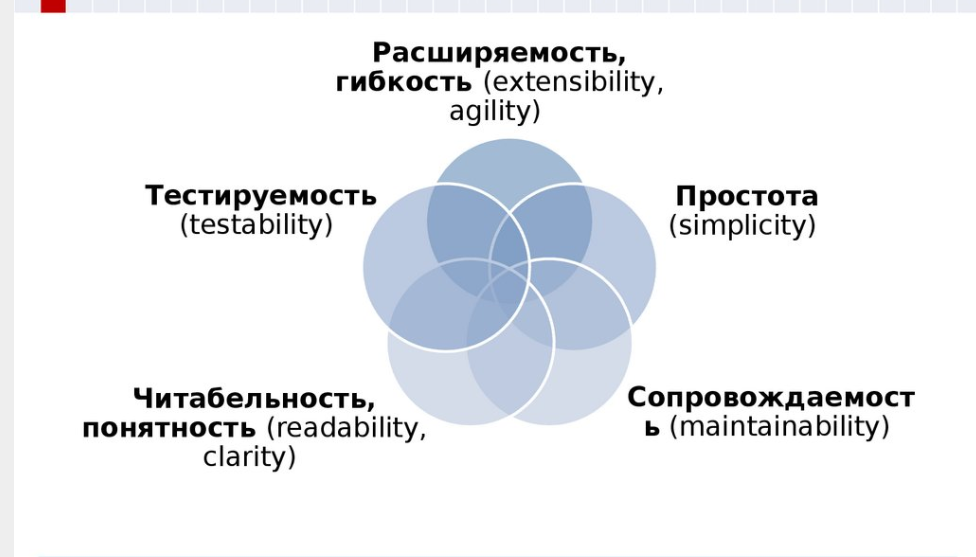 Расширяемость,
гибкость (extensibility,
agility)
Тестируемость
(testability)
Простота
(simplicity)
Читабельность,
понятность (readability,
clarity)
Сопровождаемост
ь (maintainability)